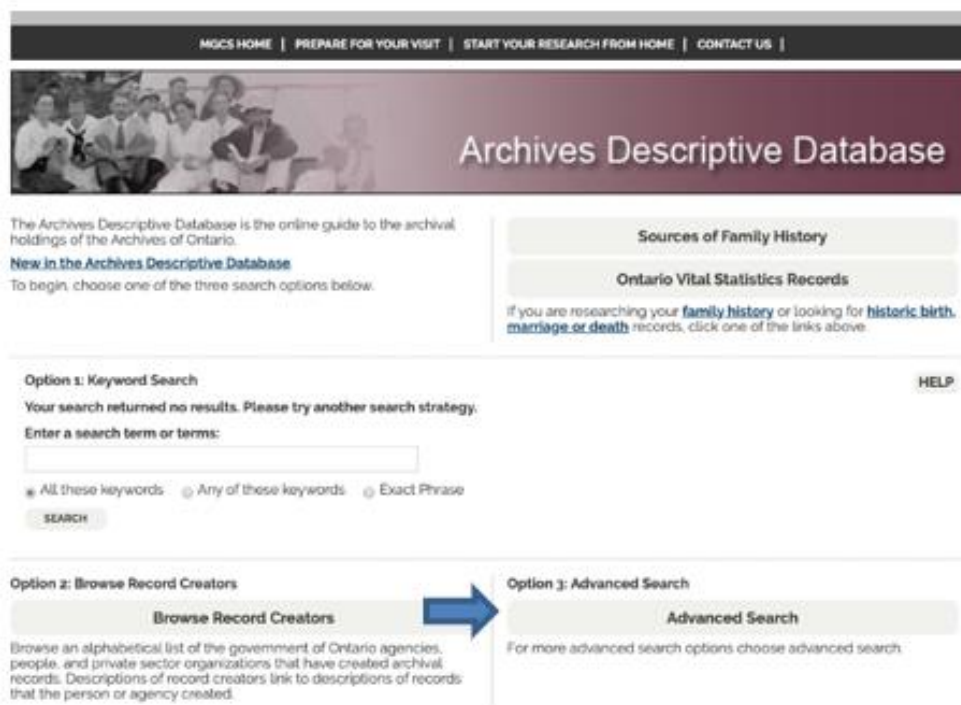 MGCS HOME | PREPARE FOR YOUR VISIT | START YOUR RESEARCH FROM HOME | CONTACT US |
Archives Descriptive Database
The Archives Descriptive Database is the online guide to the archival
holdings of the Archives of Ontario.
New in the Archives Descriptive Database
To begin, choose one of the three search options below.
Sources of Family History
Ontario Vital Statistics Records
If you are researching your family history or looking for historic birth,
marriage or death records, click one of the links above.
Option 1: Keyword Search
HELP
Your search returned no results. Please try another search strategy.
Enter a search term or terms:
All these keywords Any of these keywords Exact Phrase
SEARCH
Option 2: Browse Record Creators
Browse Record Creators
Browse an alphabetical list of the government of Ontario agencies,
people, and private sector organizations that have created archival
records. Descriptions of record creators link to descriptions of records
that the person or agency created.
Option 3: Advanced Search
Advanced Search
For more advanced search options choose advanced search.